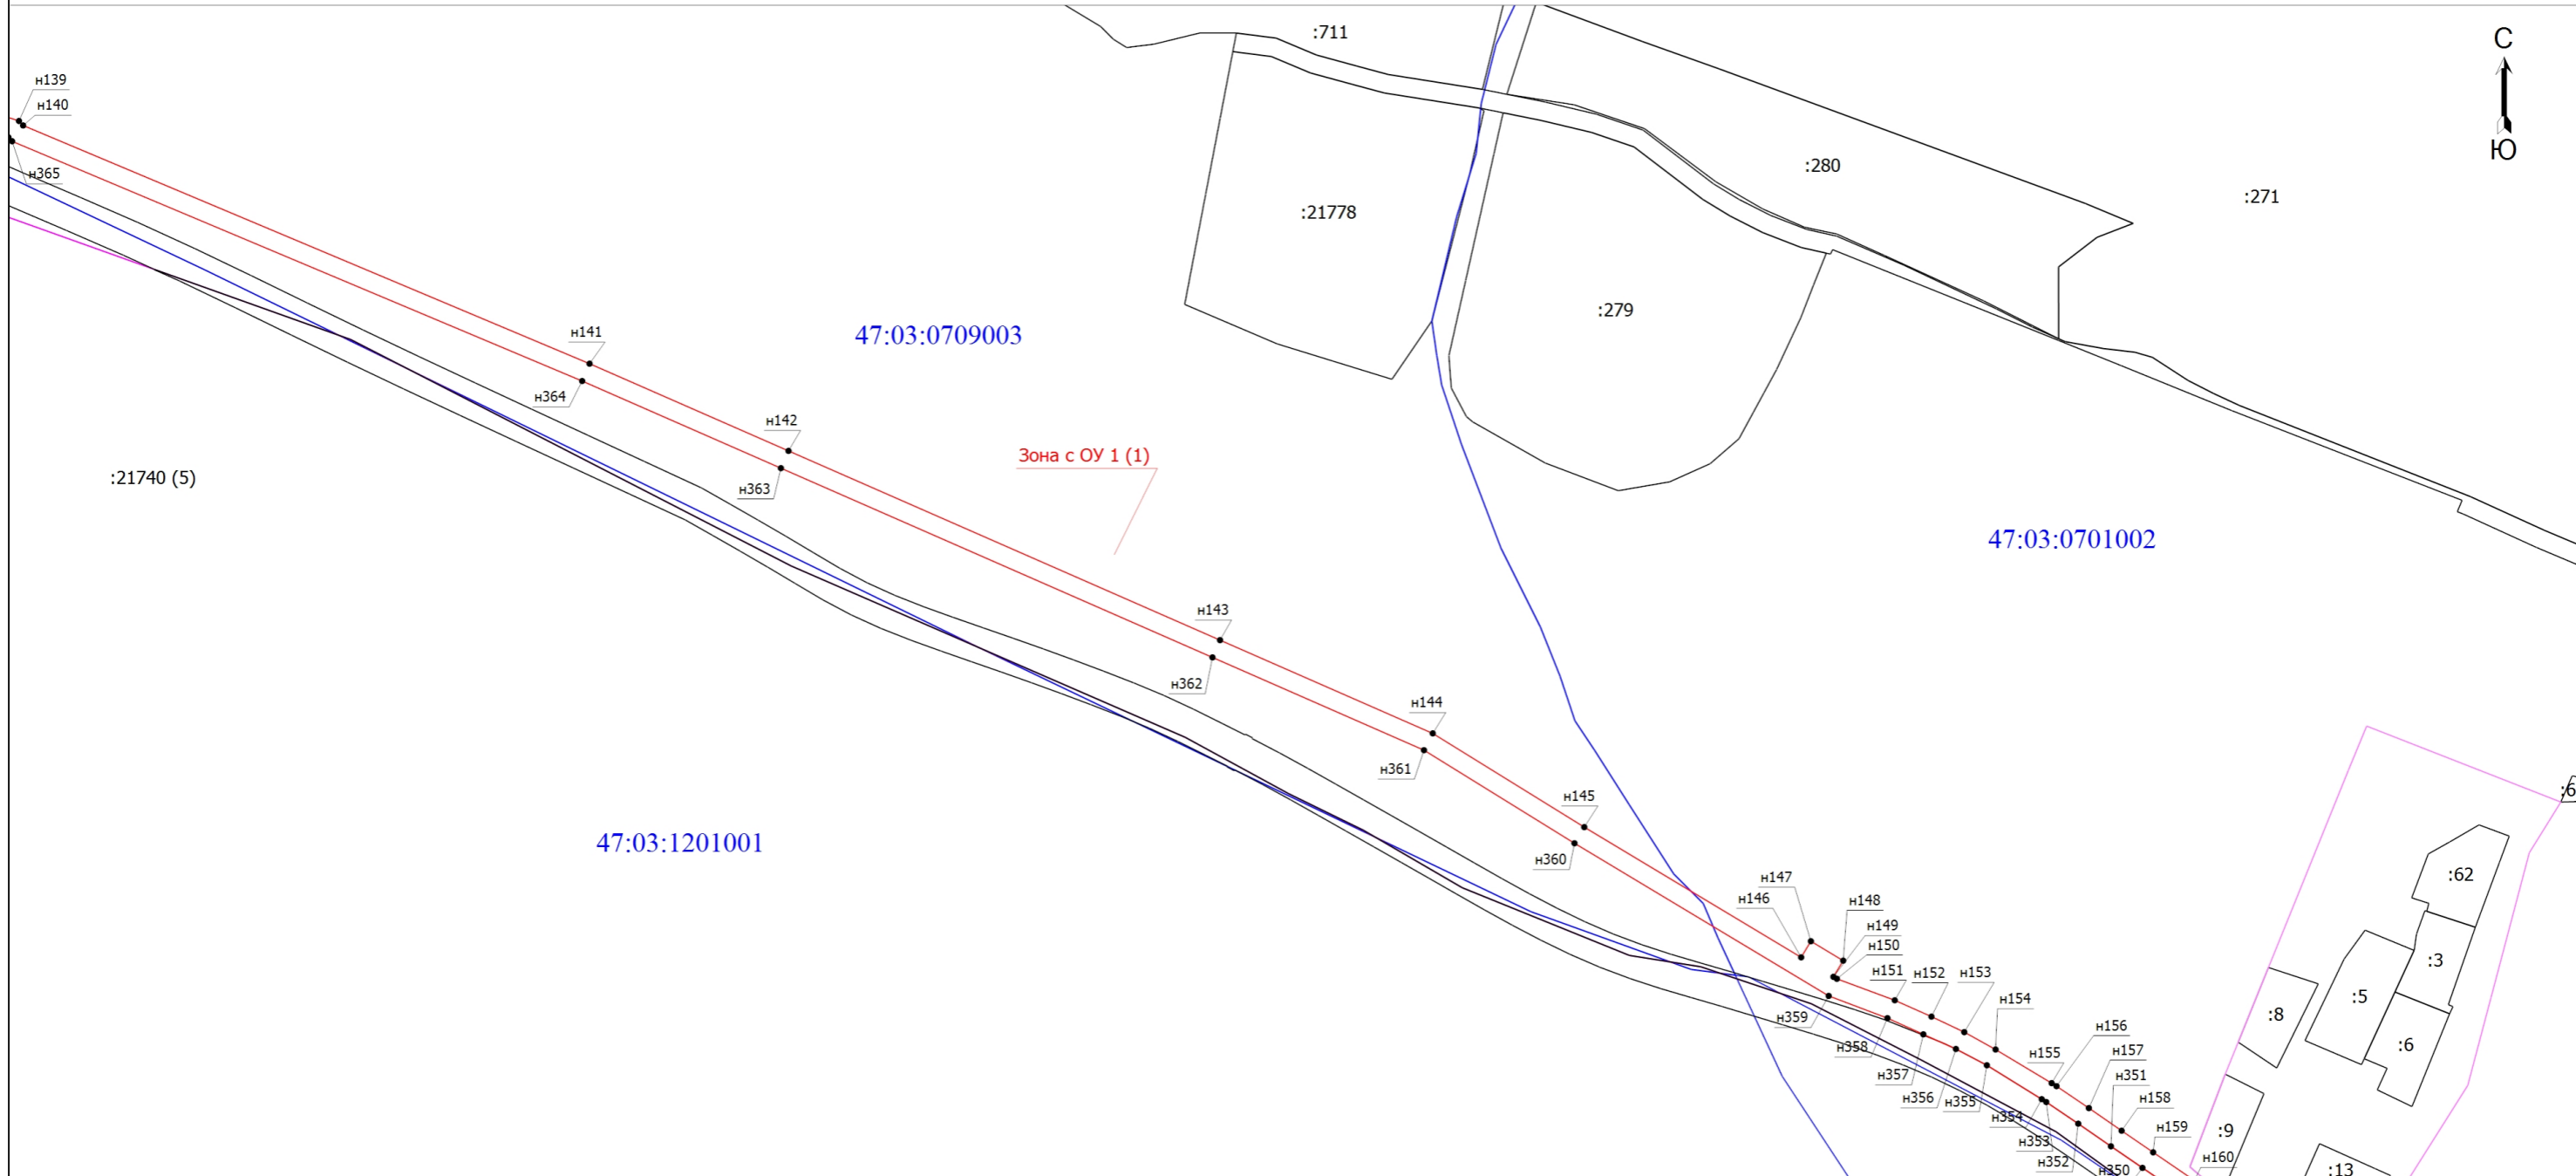 :711
С
Ю
н139
н140
н365
:280
:271
:21778
:279
н141
47:03:0709003
н364
н142
Зона с ОУ 1 (1)
:21740 (5)
н363
47:03:0701002
н143
н362
н144
н361
н145
:6
47:03:1201001
н360
н147
:62
н146
н148
н149
н150
:3
н151
н152
н153
н154
:5
:8
н359
н156
н358
н155
н157
:6
н357
н351
н356
н355
н158
н354
н159
:9
н353
н352
н160
н350
:13